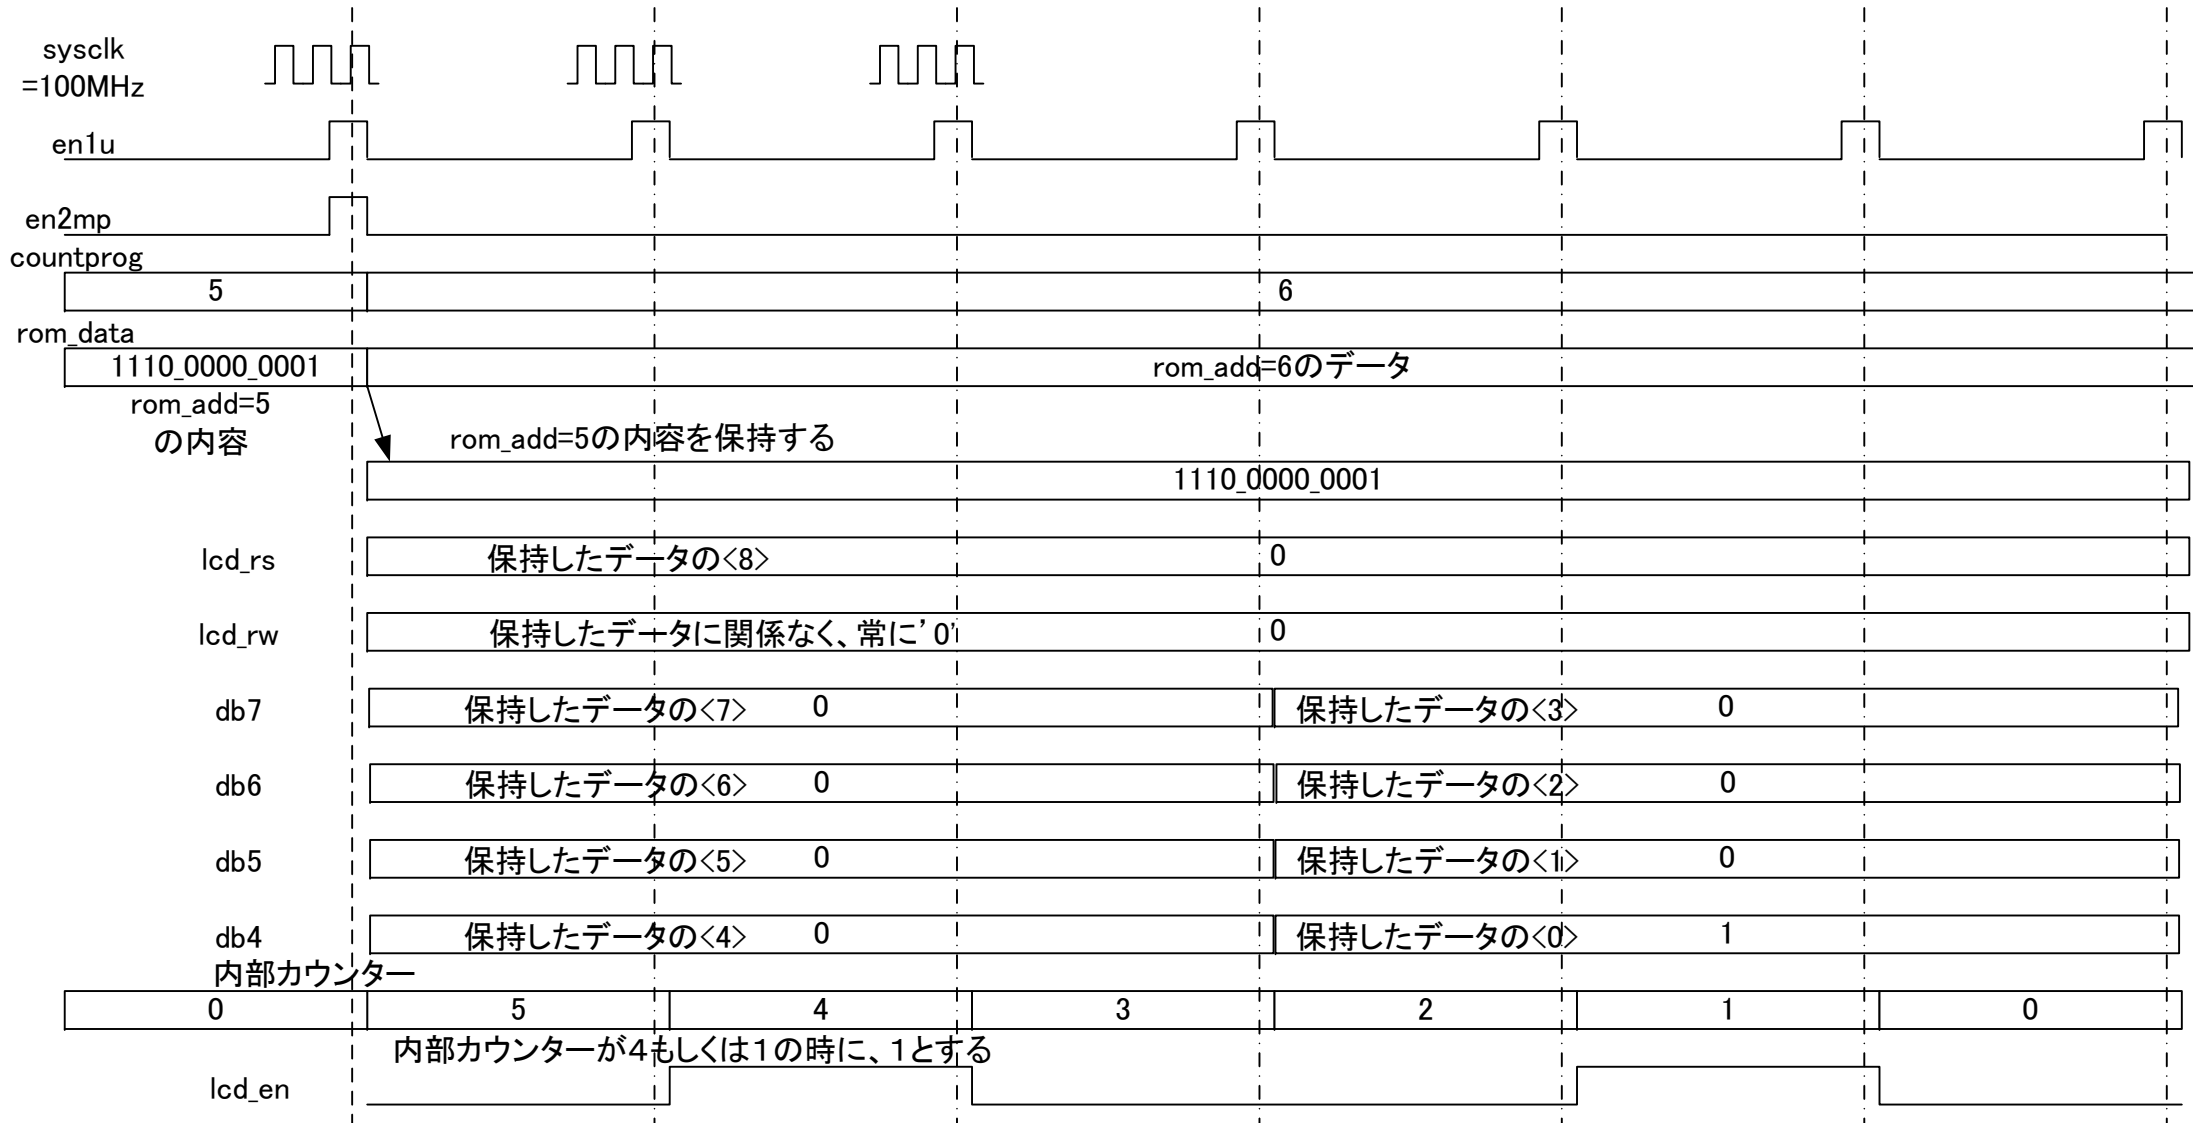 sysclk
=100MHz
en1u
en2mp
countprog
5 6
rom_data
1110_0000_0001 rom_add=6のデータ
rom_add=5
の内容
rom_add=5の内容を保持する
1110_0000_0001
lcd_rs 保持したデータの<8> 0
lcd_rw 保持したデータに関係なく、常に’0’ 0
db7 保持したデータの<7> 0 保持したデータの<3> 0
db6 保持したデータの<6> 0 保持したデータの<2> 0
db5 保持したデータの<5> 0 保持したデータの<1> 0
db4 保持したデータの<4> 0 保持したデータの<0> 1
内部カウンター
0 5 4 3 2 1 0
内部カウンターが4もしくは1の時に、1とする
lcd_en